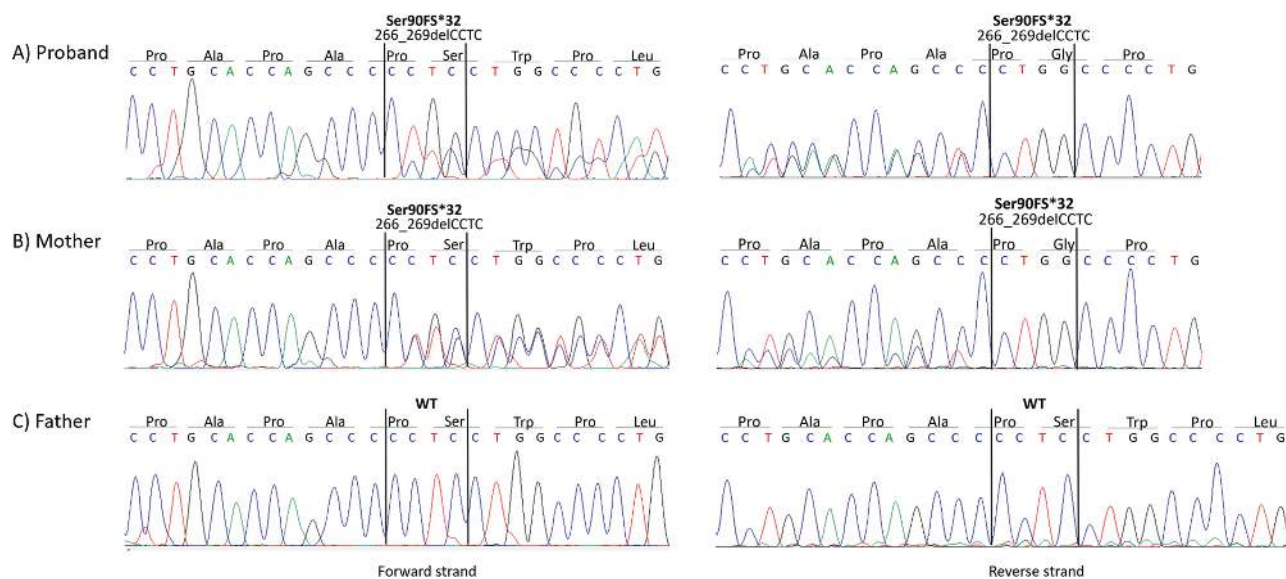 Ser90FS*32
266_269delCCTC
Ser90FS*32
266_269delCCTC
A) Proband
Pro Ala Pro Ala Pro Ser Trp Pro Leu
C C T G C A C C A G C C C C C T C C T G G C C C C T G
Pro Ala Pro Ala Pro Gly Pro
C C T G C A C C A G C C C C T G G C C C C T G
Ser90FS*32
266_269delCCTC
Ser90FS*32
266_269delCCTC
B) Mother
Pro Ala Pro Ala Pro Ser Trp Pro Leu
C C T G C A C C A G C C C C C T C C T G G C C C C T G
Pro Ala Pro Ala Pro Gly Pro
C C T G C A C C A G C C C C T G G C C C C T G
WT
WT
C) Father
Pro Ala Pro Ala Pro Ser Trp Pro Leu
C C T G C A C C A G C C C C C T C C T G G C C C C T G
Pro Ala Pro Ala Pro Ser Trp Pro Leu
C C T G C A C C A G C C C C C T C C T G G C C C C T G
Forward strand
Reverse strand